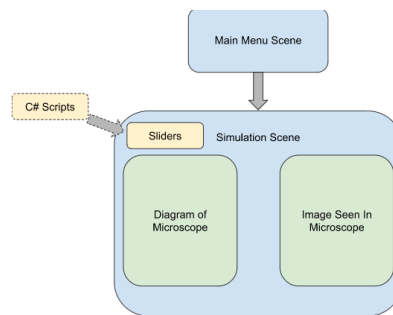 Main Menu Scene
C# Scripts
Sliders
Simulation Scene
Diagram of
Microscope
Image Seen In
Microscope